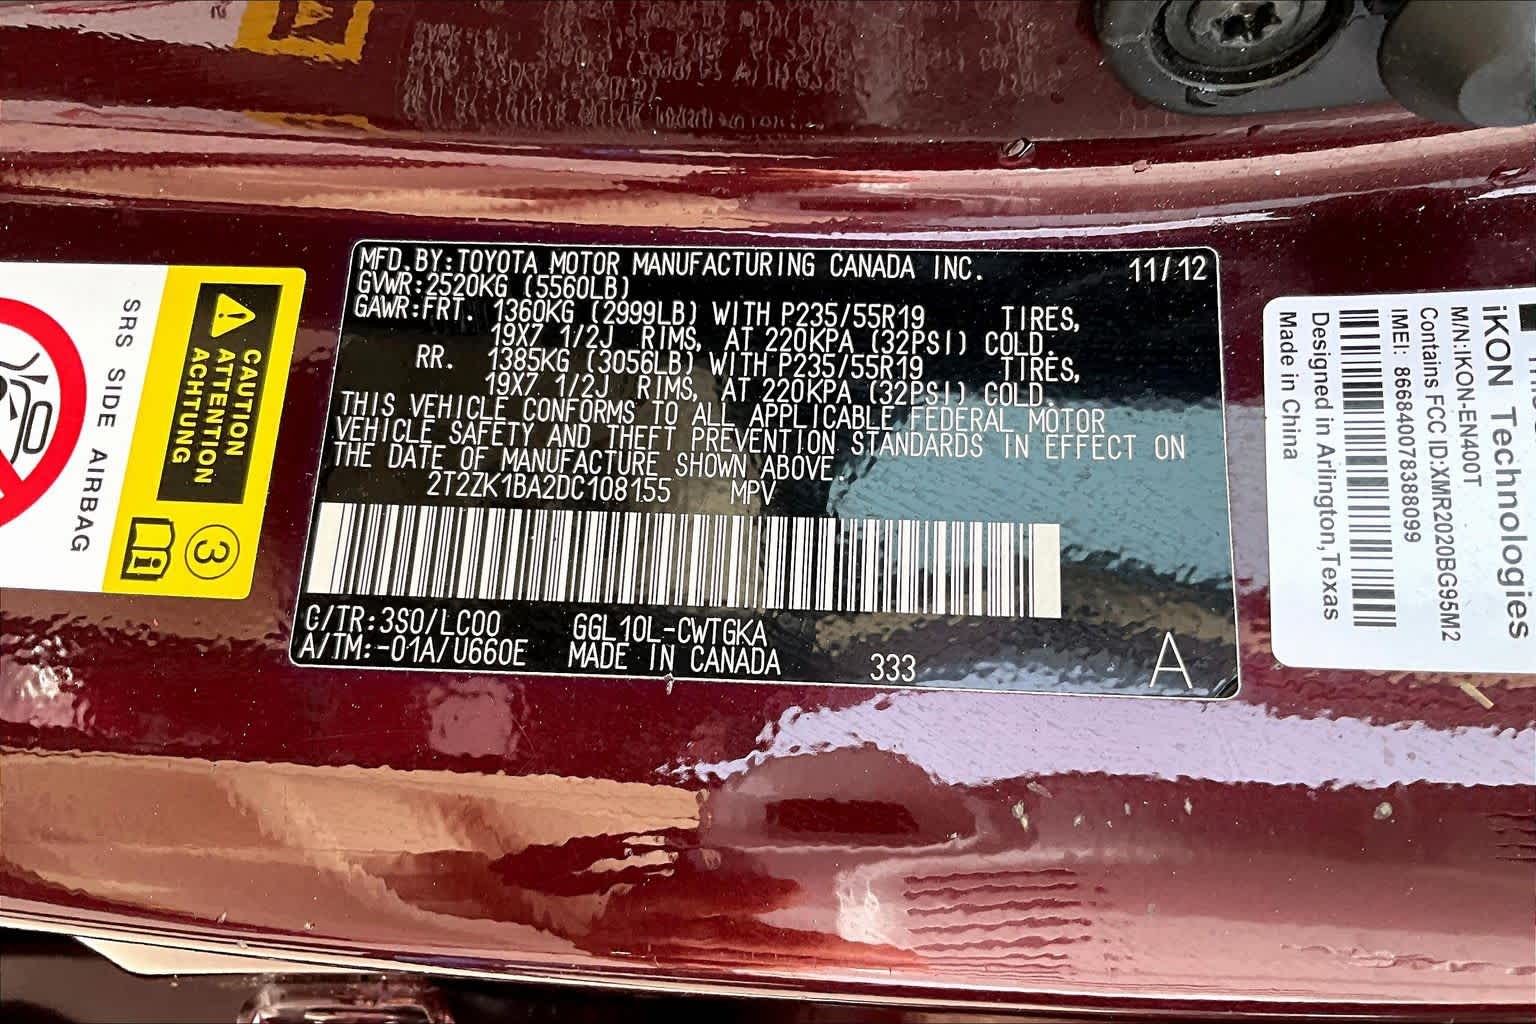 MFD.BY:TOYOTA MOTOR MANUFACTURING CANADA INC. 11/12
GVWR:2520KG (5560LB)
GAWR:FRT. 1360KG (2999LB) WITH P235/55R19 TIRES,
19X7 1/2J RIMS, AT 220KPA (32PSI) COLD.
RR. 1385KG (3056LB) WITH P235/55R19 TIRES,
19X7 1/2J RIMS, AT 220KPA (32PSI) COLD.
THIS VEHICLE CONFORMS TO ALL APPLICABLE FEDERAL MOTOR
VEHICLE SAFETY AND THEFT PREVENTION STANDARDS IN EFFECT ON
THE DATE OF MANUFACTURE SHOWN ABOVE.
2T2ZK1BA2DC108155 MPV
C/TR:3S0/LC00 GGL10L-CWTGKA
A/TM:-01A/U660E MADE IN CANADA 333 A
CAUTION
ATTENTION
ACHTUNG
3
SRS SIDE AIRBAG
iKON Technologies
M/N:IKON-EN400T
Contains FCC ID:XMR2020BG95M2
IMEI: 866840078388099
Designed in Arlington,Texas
Made in China